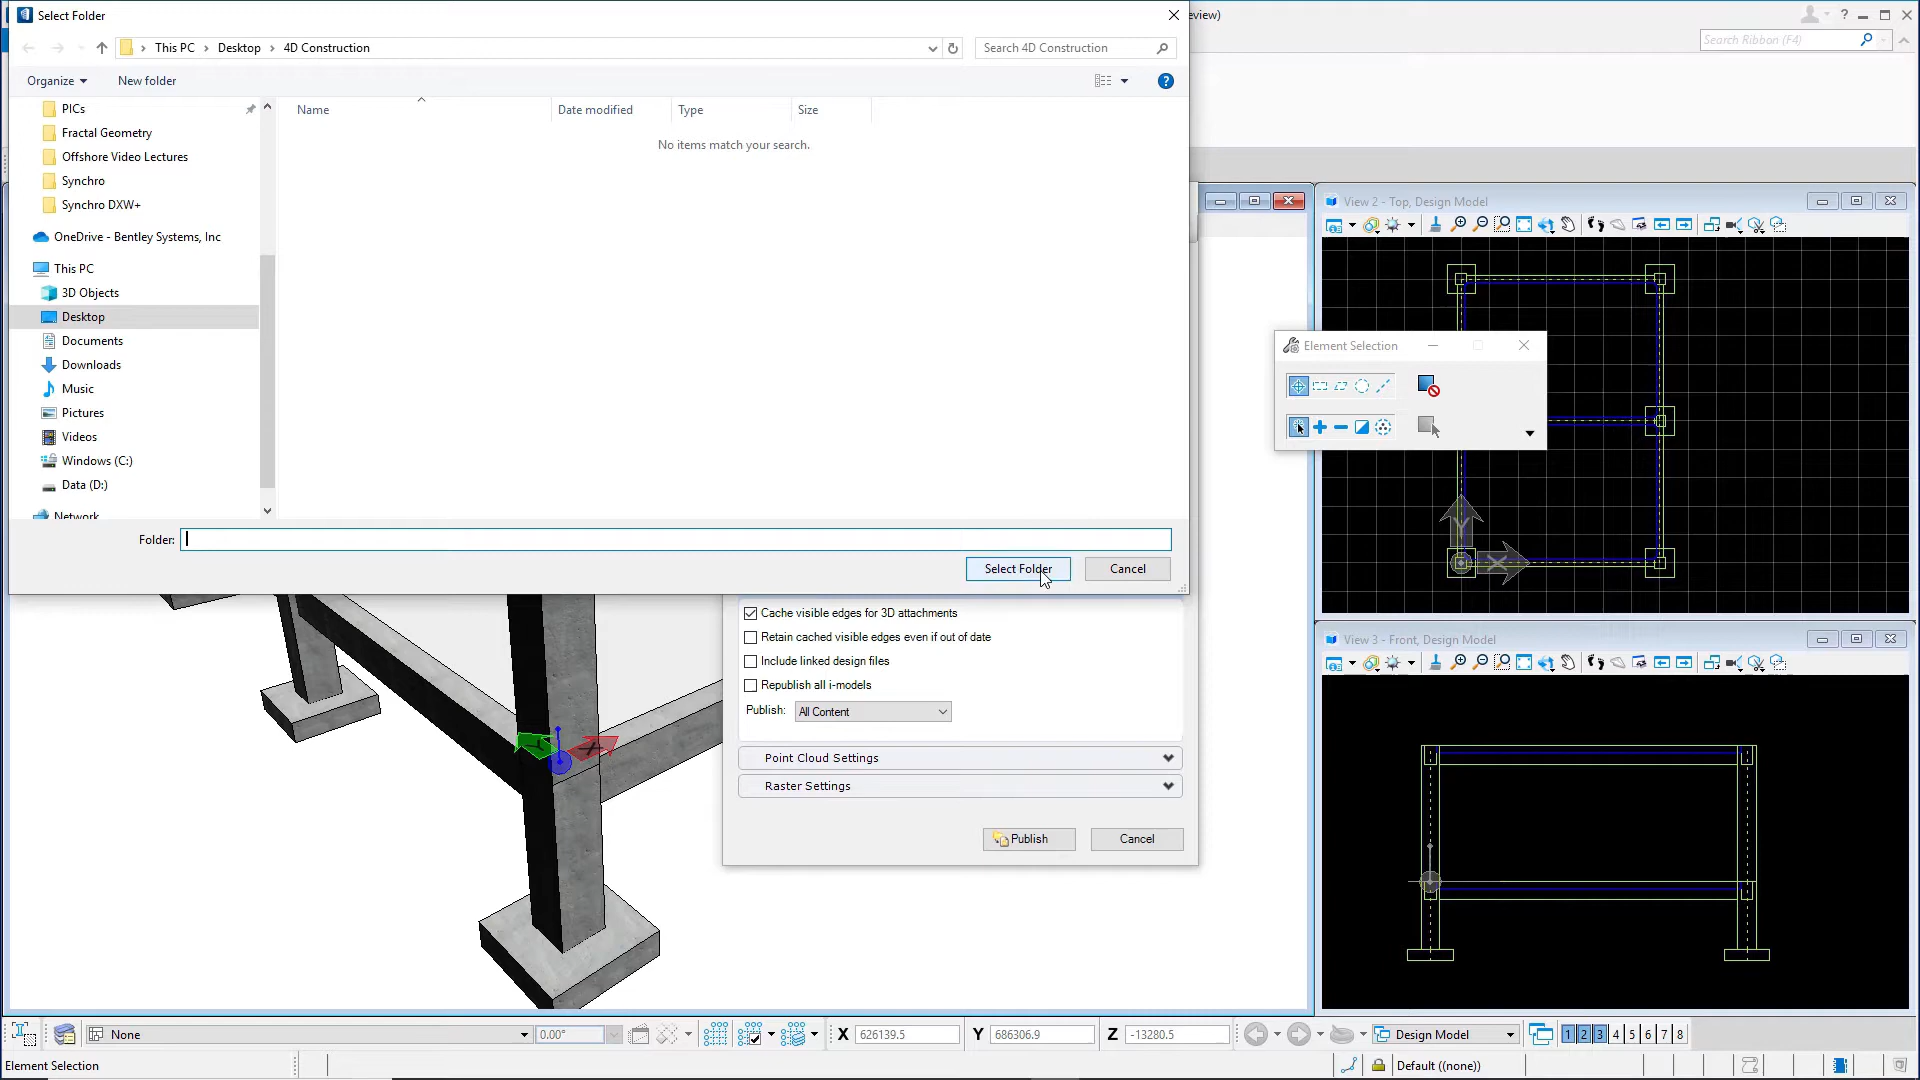 Select Folder
eview)
This PC
Desktop
4D Construction
Search 4D Construction
Search Ribbon (F4)
Organize
New folder
PICs
Fractal Geometry
Offshore Video Lectures
Synchro
Synchro DXW+
OneDrive - Bentley Systems, Inc
This PC
3D Objects
Desktop
Documents
Downloads
Music
Pictures
Videos
Windows (C:)
Data (D:)
Network
Name
Date modified
Type
Size
No items match your search.
Folder:
Select Folder
Cancel
View 2 - Top, Design Model
Element Selection
Y
X
Cache visible edges for 3D attachments
Retain cached visible edges even if out of date
Include linked design files
Republish all i-models
Publish:
All Content
Point Cloud Settings
Raster Settings
Publish
Cancel
Y
X
View 3 - Front, Design Model
None
0.00°
X
626139.5
Y
686306.9
Z
-13280.5
Design Model
1 2 3 4 5 6 7 8
Element Selection
Default ((none))